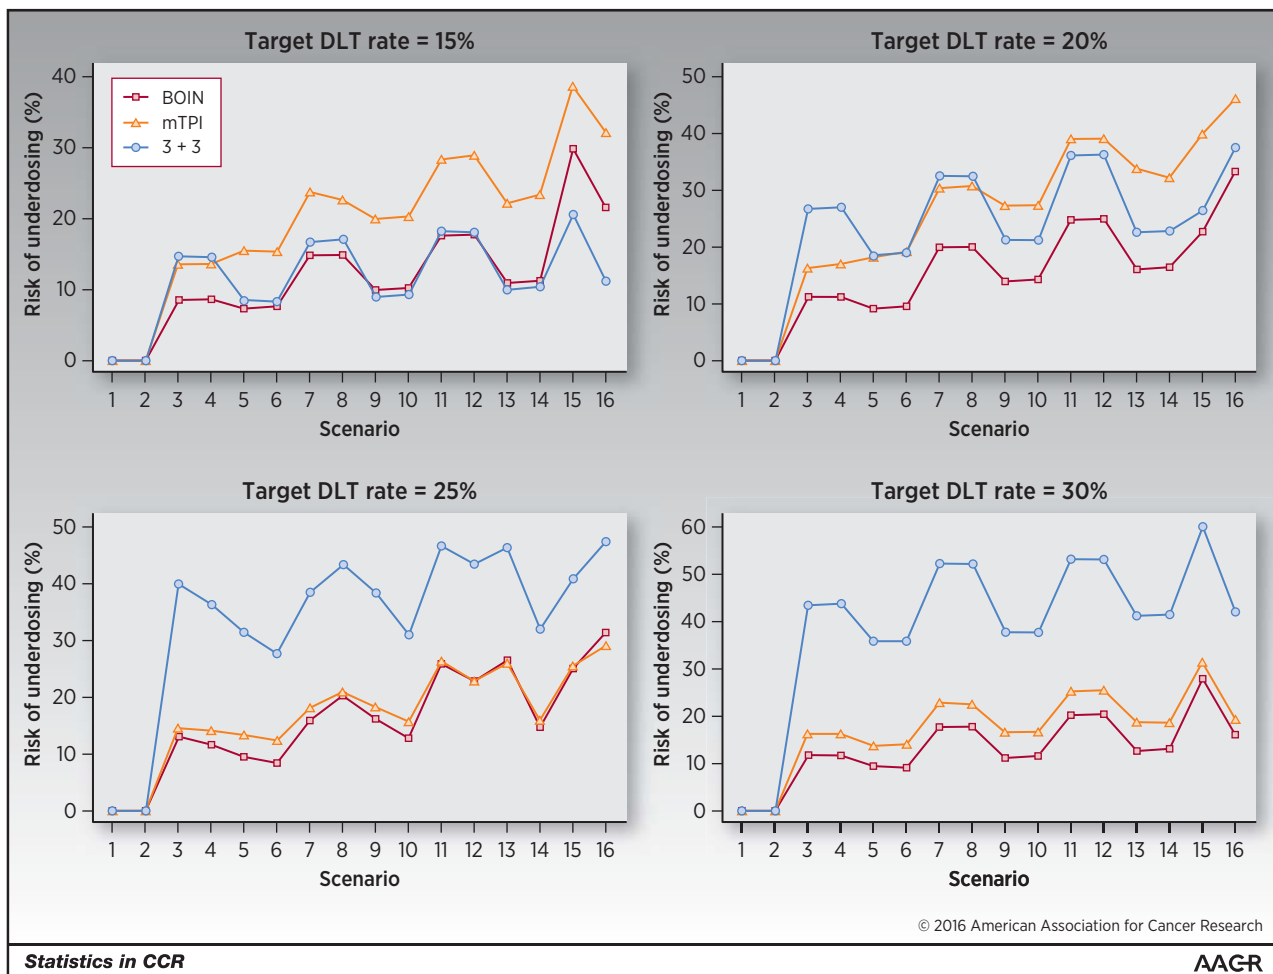 Target DLT rate = 15%
Risk of underdosing (%)
40
30
20
10
0
BOIN
mTPI
3 + 3
1 2 3 4 5 6 7 8 9 10 11 12 13 14 15 16
Scenario
Target DLT rate = 20%
Risk of underdosing (%)
50
40
30
20
10
0
1 2 3 4 5 6 7 8 9 10 11 12 13 14 15 16
Scenario
Target DLT rate = 25%
Risk of underdosing (%)
50
40
30
20
10
0
1 2 3 4 5 6 7 8 9 10 11 12 13 14 15 16
Scenario
Target DLT rate = 30%
Risk of underdosing (%)
60
50
40
30
20
10
0
1 2 3 4 5 6 7 8 9 10 11 12 13 14 15 16
Scenario
© 2016 American Association for Cancer Research
Statistics in CCR
AACR